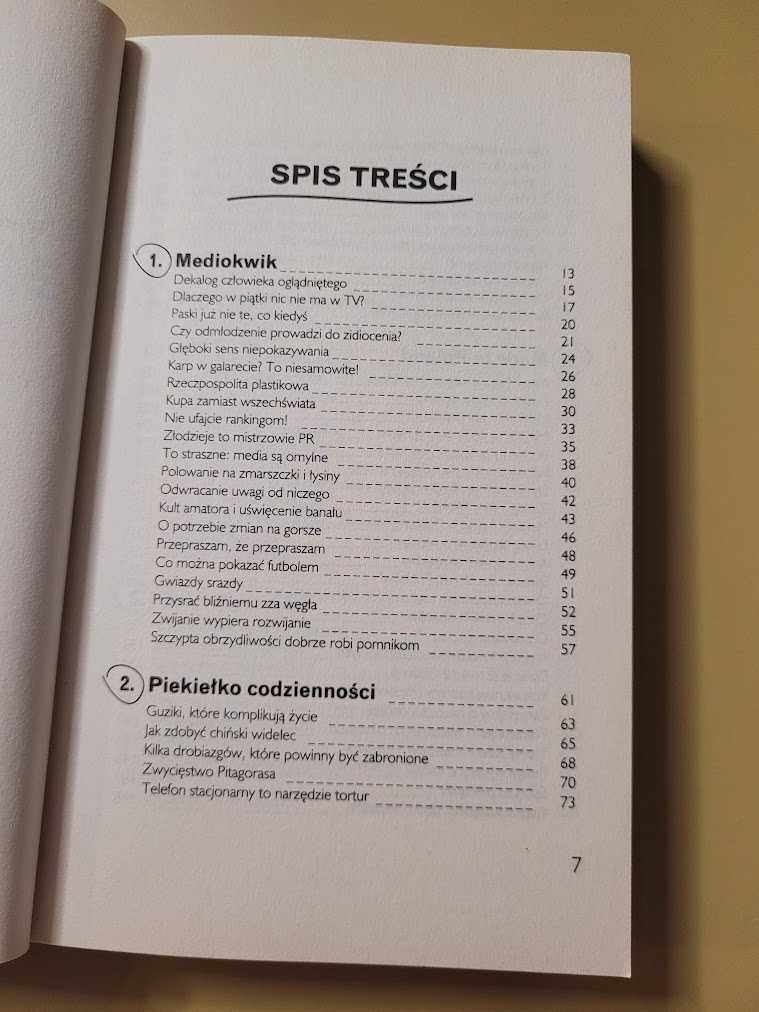 SPIS TREŚCI
1. Mediokwik 13
Dekalog człowieka oglądniętego 15
Dlaczego w piątki nic nie ma w TV? 17
Paski już nie te, co kiedyś 20
Czy odmłodzenie prowadzi do zidiocenia? 21
Głęboki sens niepokazywania 24
Karp w galarecie? To niesamowite! 26
Rzeczpospolita plastikowa 28
Kupa zamiast wszechświata 30
Nie ufajcie rankingom! 33
Złodzieje to mistrzowie PR 35
To straszne: media są omylne 38
Polowanie na zmarszczki i łysiny 40
Odwracanie uwagi od niczego 42
Kult amatora i uświęcenie banału 43
O potrzebie zmian na gorsze 46
Przepraszam, że przepraszam 48
Co można pokazać futbolem 49
Gwiazdy srazdy 51
Przysrać bliźniemu zza węgła 52
Zwijanie wypiera rozwijanie 55
Szczypta obrzydliwości dobrze robi pomnikom 57
2. Piekiełko codzienności 61
Guziki, które komplikują życie 63
Jak zdobyć chiński widelec 65
Kilka drobiazgów, które powinny być zabronione 68
Zwycięstwo Pitagorasa 70
Telefon stacjonarny to narzędzie tortur 73
7